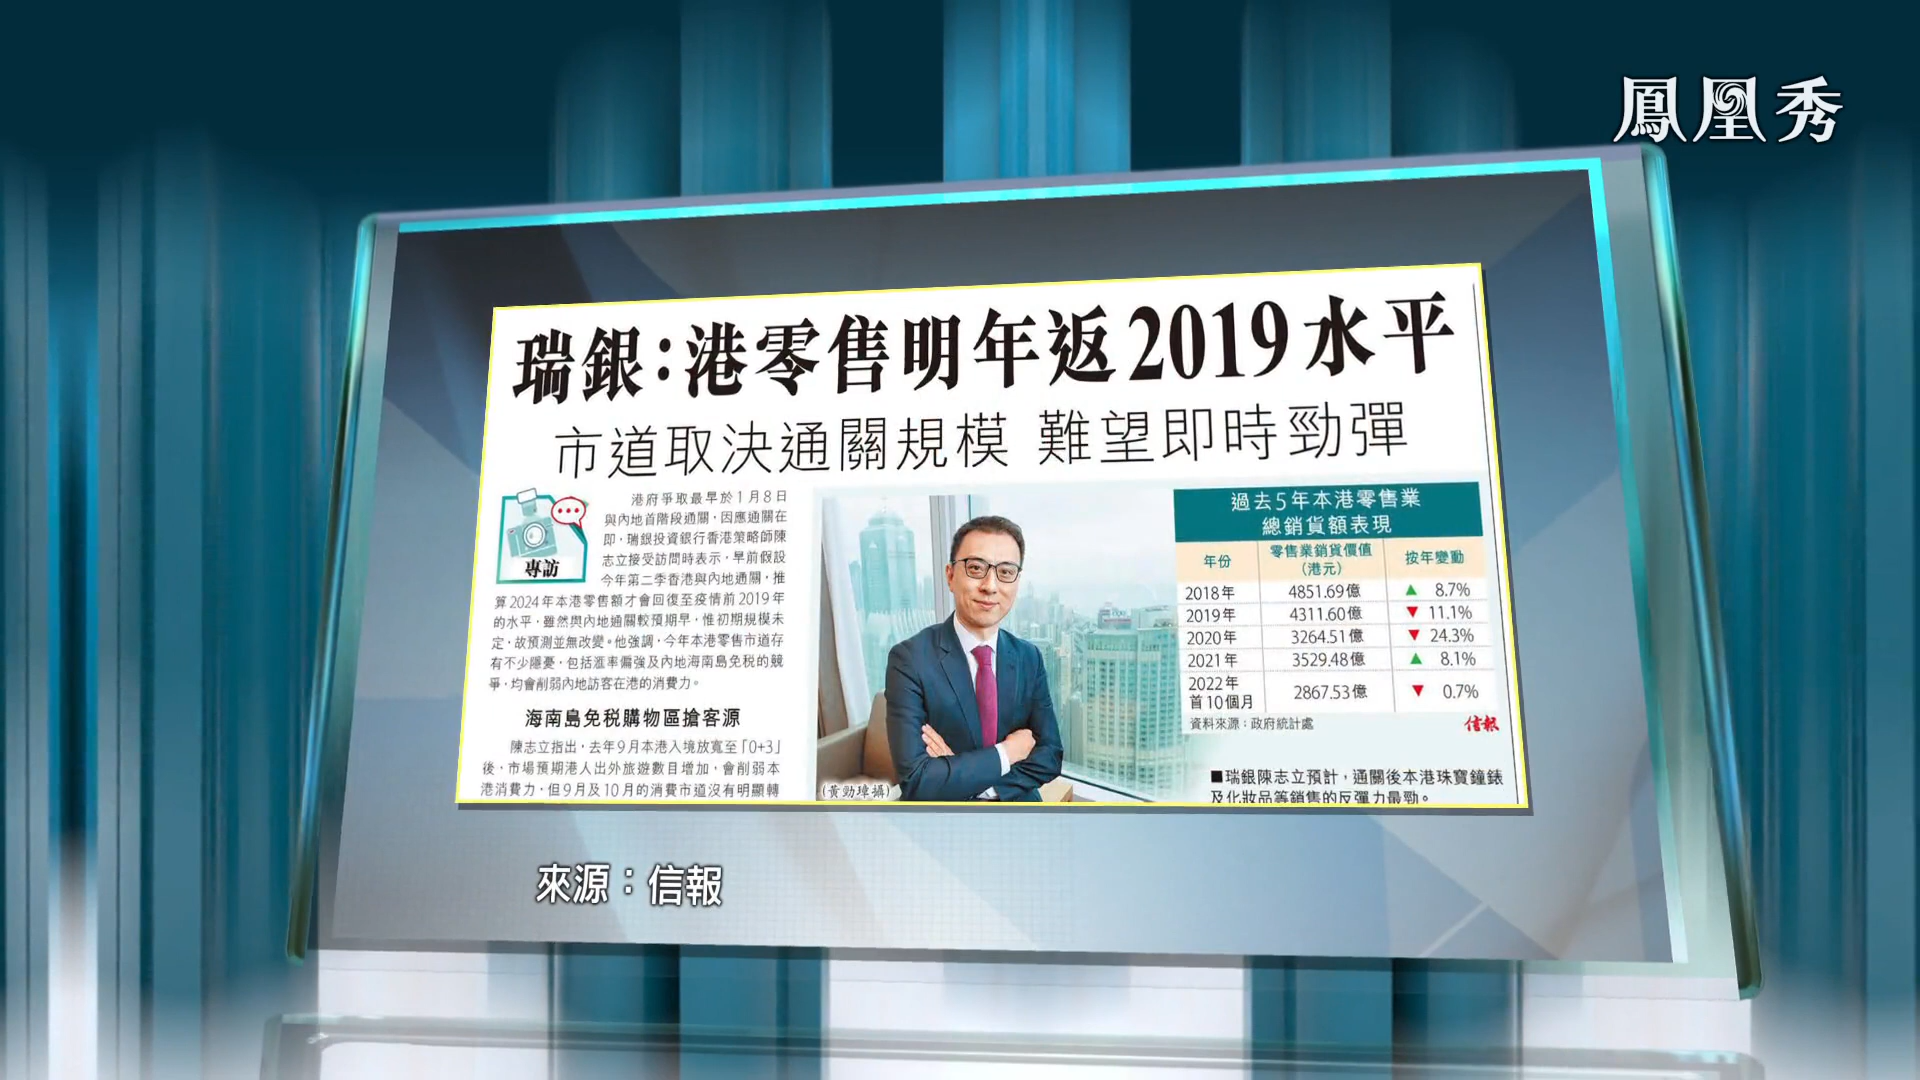 鳳凰秀
瑞銀：港零售明年返2019水平
市道取決通關規模 難望即時勁彈
專訪
港府爭取最早於1月8日
與內地首階段通關，因應通關在
即，瑞銀投資銀行香港策略師陳
志立接受訪問時表示，早前假設
今年第二季香港與內地通關，推
算2024年本港零售額才會回復至疫情前2019年
的水平，雖然與內地通關較預期早，惟初期規模未
定，故預測並無改變。他強調，今年本港零售市道存
有不少隱憂，包括滙率偏強及內地海南島免稅的競
爭，均會削弱內地訪客在港的消費力。
海南島免稅購物區搶客源
陳志立指出，去年9月本港入境放寬至「0+3」
後，市場預期港人出外旅遊數目增加，會削弱本
港消費力，但9月及10月的消費市道沒有明顯轉
(黃勁璋攝)
過去5年本港零售業
總銷貨額表現
年份 零售業銷貨價值(港元) 按年變動
2018年 4851.69億 ▲ 8.7%
2019年 4311.60億 ▼ 11.1%
2020年 3264.51億 ▼ 24.3%
2021年 3529.48億 ▲ 8.1%
2022年首10個月 2867.53億 ▼ 0.7%
資料來源：政府統計處
信報
■瑞銀陳志立預計，通關後本港珠寶鐘錶
及化妝品等銷售的反彈力最勁。
來源：信報